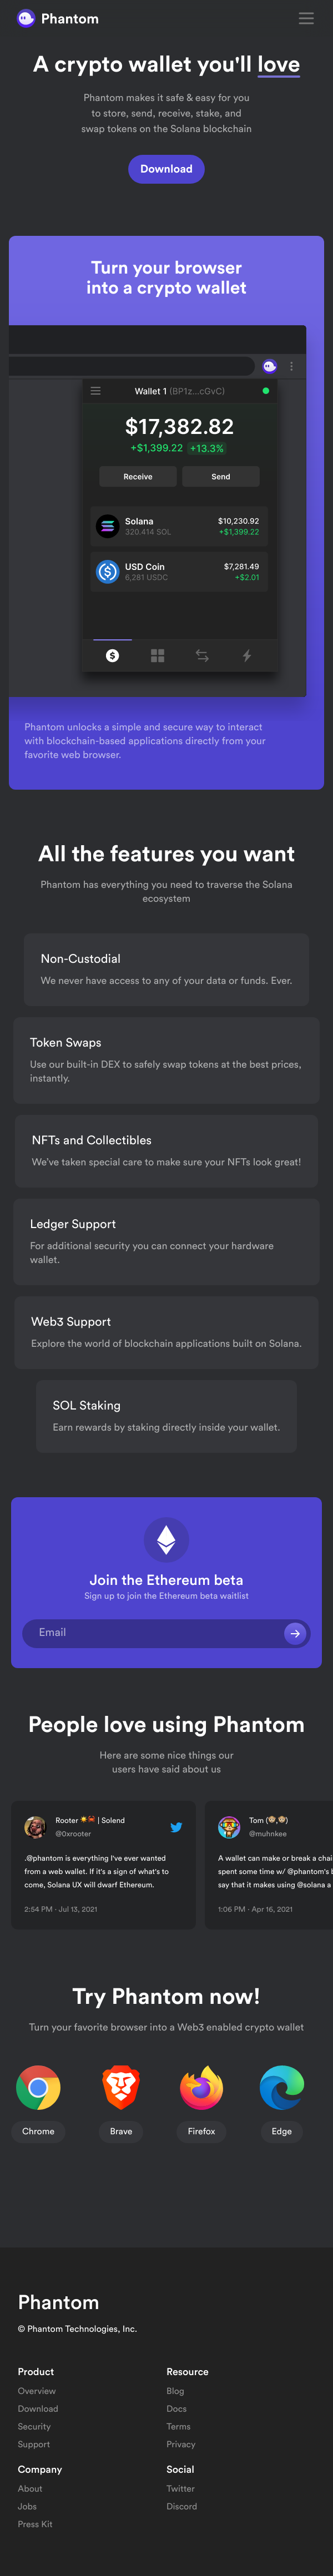 Phantom
A crypto wallet you'll love
Phantom makes it safe & easy for you
to store, send, receive, stake, and
swap tokens on the Solana blockchain
Download
Turn your browser
into a crypto wallet
Wallet 1 (BP1z...cGvC)
$17,382.82
+$1,399.22 +13.3%
Receive Send
Solana $10,230.92
320.414 SOL +$1,399.22
USD Coin $7,281.49
6,281 USDC +$2.01
Phantom unlocks a simple and secure way to interact
with blockchain-based applications directly from your
favorite web browser.
All the features you want
Phantom has everything you need to traverse the Solana
ecosystem
Non-Custodial
We never have access to any of your data or funds. Ever.
Token Swaps
Use our built-in DEX to safely swap tokens at the best prices,
instantly.
NFTs and Collectibles
We've taken special care to make sure your NFTs look great!
Ledger Support
For additional security you can connect your hardware
wallet.
Web3 Support
Explore the world of blockchain applications built on Solana.
SOL Staking
Earn rewards by staking directly inside your wallet.
Join the Ethereum beta
Sign up to join the Ethereum beta waitlist
Email
People love using Phantom
Here are some nice things our
users have said about us
Rooter ☀️🦀 | Solend
@0xrooter
.@phantom is everything I've ever wanted
from a web wallet. If it's a sign of what's to
come, Solana UX will dwarf Ethereum.
2:54 PM · Jul 13, 2021
Tom
@muhnkee
A wallet can make or break a chai
spent some time w/ @phantom's b
say that it makes using @solana a
1:06 PM · Apr 16, 2021
Try Phantom now!
Turn your favorite browser into a Web3 enabled crypto wallet
Chrome Brave Firefox Edge
Phantom
© Phantom Technologies, Inc.
Product
Overview
Download
Security
Support
Resource
Blog
Docs
Terms
Privacy
Company
About
Jobs
Press Kit
Social
Twitter
Discord